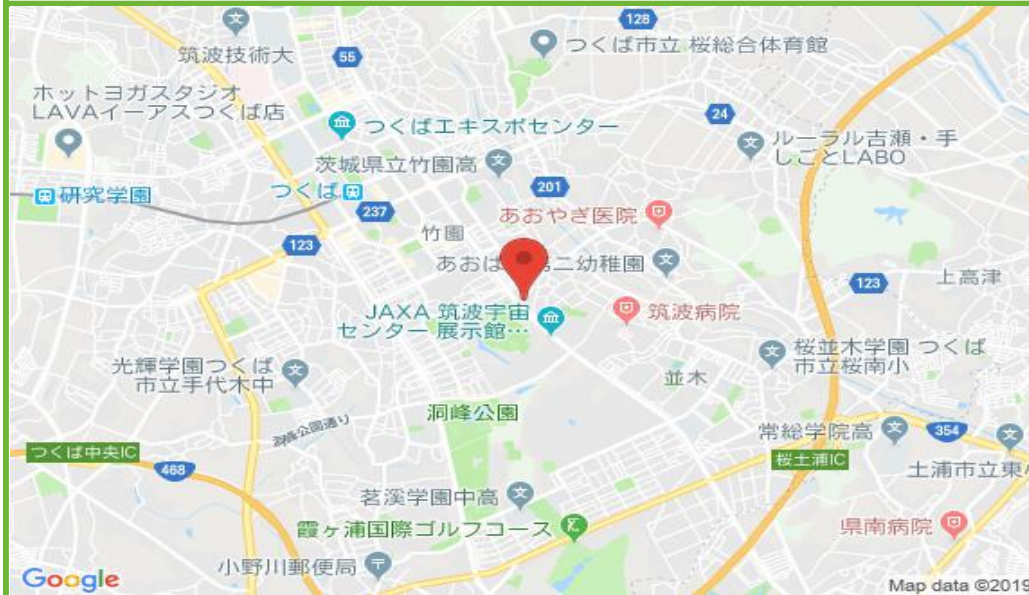 128
筑波技術大
つくば市立 桜総合体育館
55
ホットヨガスタジオ
LAVAイーアスつくば店
つくばエキスポセンター
24
ルーラル吉瀬・手
しごとLABO
茨城県立竹園高
研究学園
つくば
201
237
あおやぎ医院
竹園
123
あおば
第二幼稚園
上高津
123
JAXA 筑波宇宙
センター 展示館…
筑波病院
光輝学園つくば
市立手代木中
桜並木学園 つくば
市立桜南小
並木
洞峰公園
洞峰公園通り
常総学院高
354
つくば中央IC
468
桜土浦IC
土浦市立東小
茗溪学園中高
霞ヶ浦国際ゴルフコース
県南病院
小野川郵便局
Google
Map data ©2019